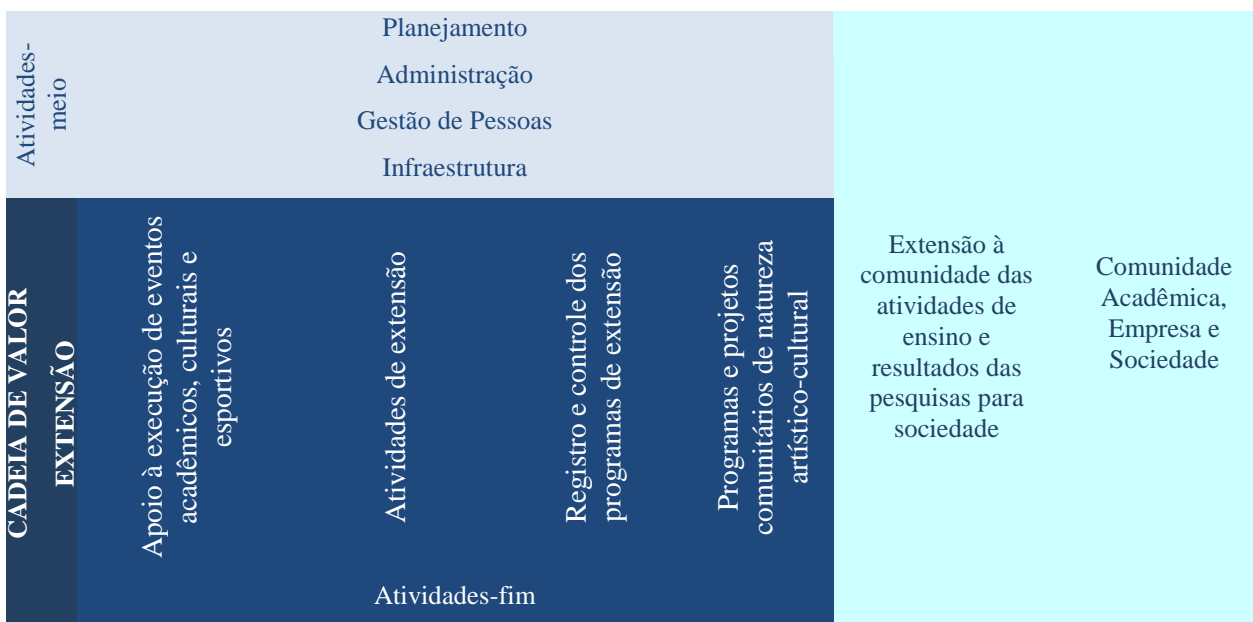 Atividades-
meio
Planejamento
Administração
Gestão de Pessoas
Infraestrutura
CADEIA DE VALOR
EXTENSÃO
Apoio à execução de eventos
acadêmicos, culturais e
esportivos
Atividades de extensão
Registro e controle dos
programas de extensão
Programas e projetos
comunitários de natureza
artístico-cultural
Atividades-fim
Extensão à
comunidade das
atividades de
ensino e
resultados das
pesquisas para
sociedade
Comunidade
Acadêmica,
Empresa e
Sociedade